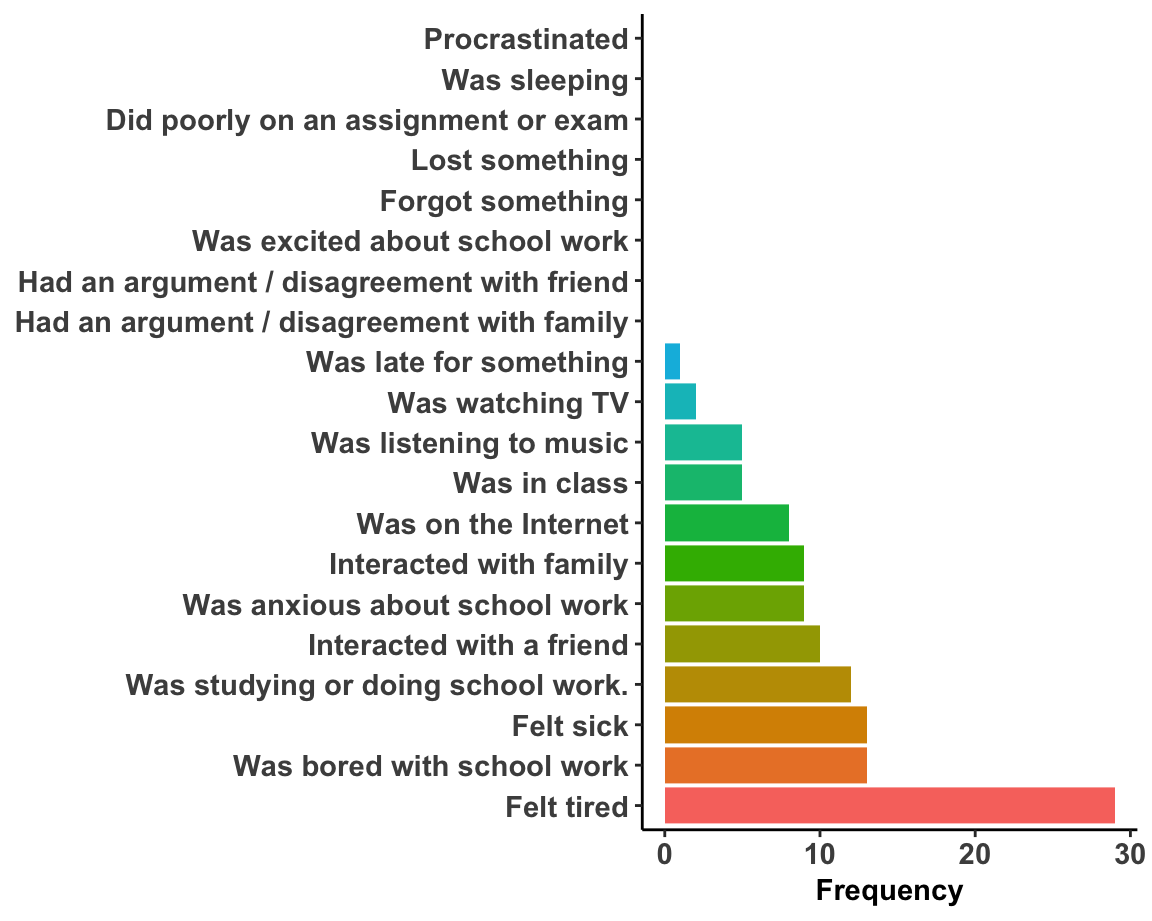 Procrastinated
Was sleeping
Did poorly on an assignment or exam
Lost something
Forgot something
Was excited about school work
Had an argument / disagreement with friend
Had an argument / disagreement with family
Was late for something
Was watching TV
Was listening to music
Was in class
Was on the Internet
Interacted with family
Was anxious about school work
Interacted with a friend
Was studying or doing school work.
Felt sick
Was bored with school work
Felt tired
0 10 20 30
Frequency